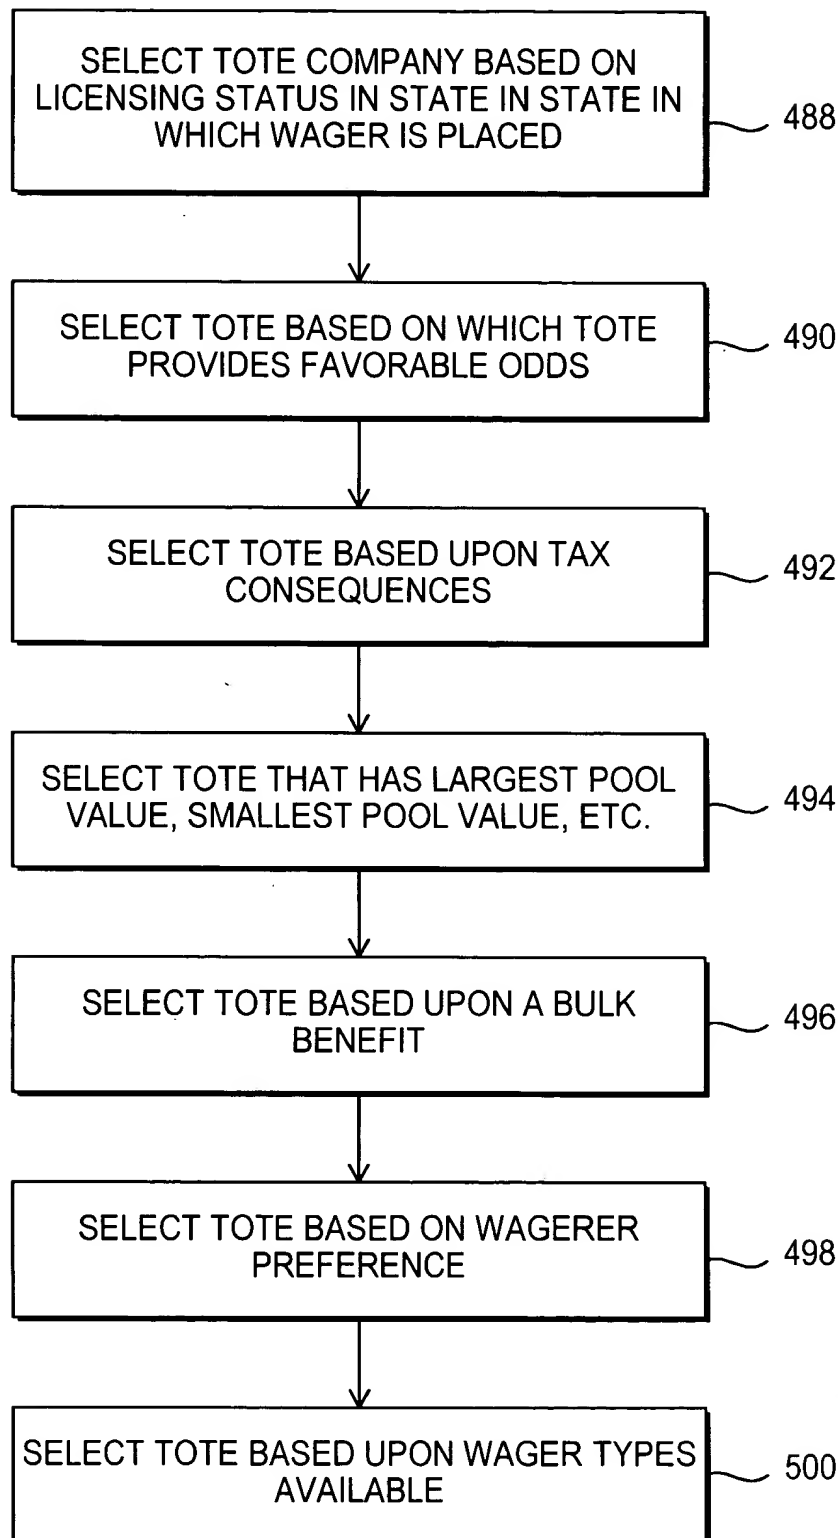 SELECT TOTE COMPANY BASED ON
LICENSING STATUS IN STATE IN STATE IN
WHICH WAGER IS PLACED
488
SELECT TOTE BASED ON WHICH TOTE
PROVIDES FAVORABLE ODDS
490
SELECT TOTE BASED UPON TAX
CONSEQUENCES
492
SELECT TOTE THAT HAS LARGEST POOL
VALUE, SMALLEST POOL VALUE, ETC.
494
SELECT TOTE BASED UPON A BULK
BENEFIT
496
SELECT TOTE BASED ON WAGERER
PREFERENCE
498
SELECT TOTE BASED UPON WAGER TYPES
AVAILABLE
500